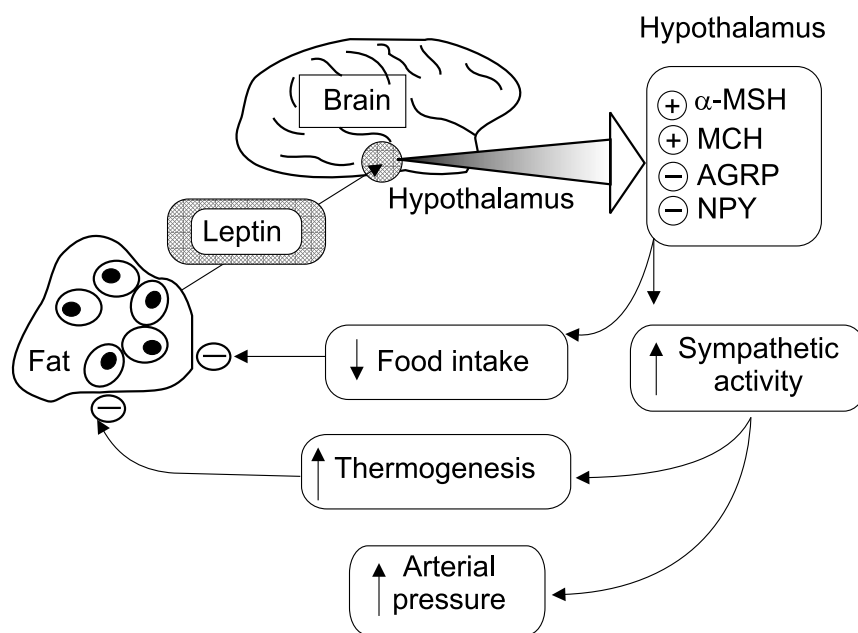 Hypothalamus
Brain
+ α-MSH
+ MCH
− AGRP
− NPY
Hypothalamus
Leptin
Fat
−
↓ Food intake
↑ Sympathetic
activity
−
↑ Thermogenesis
↑ Arterial
pressure